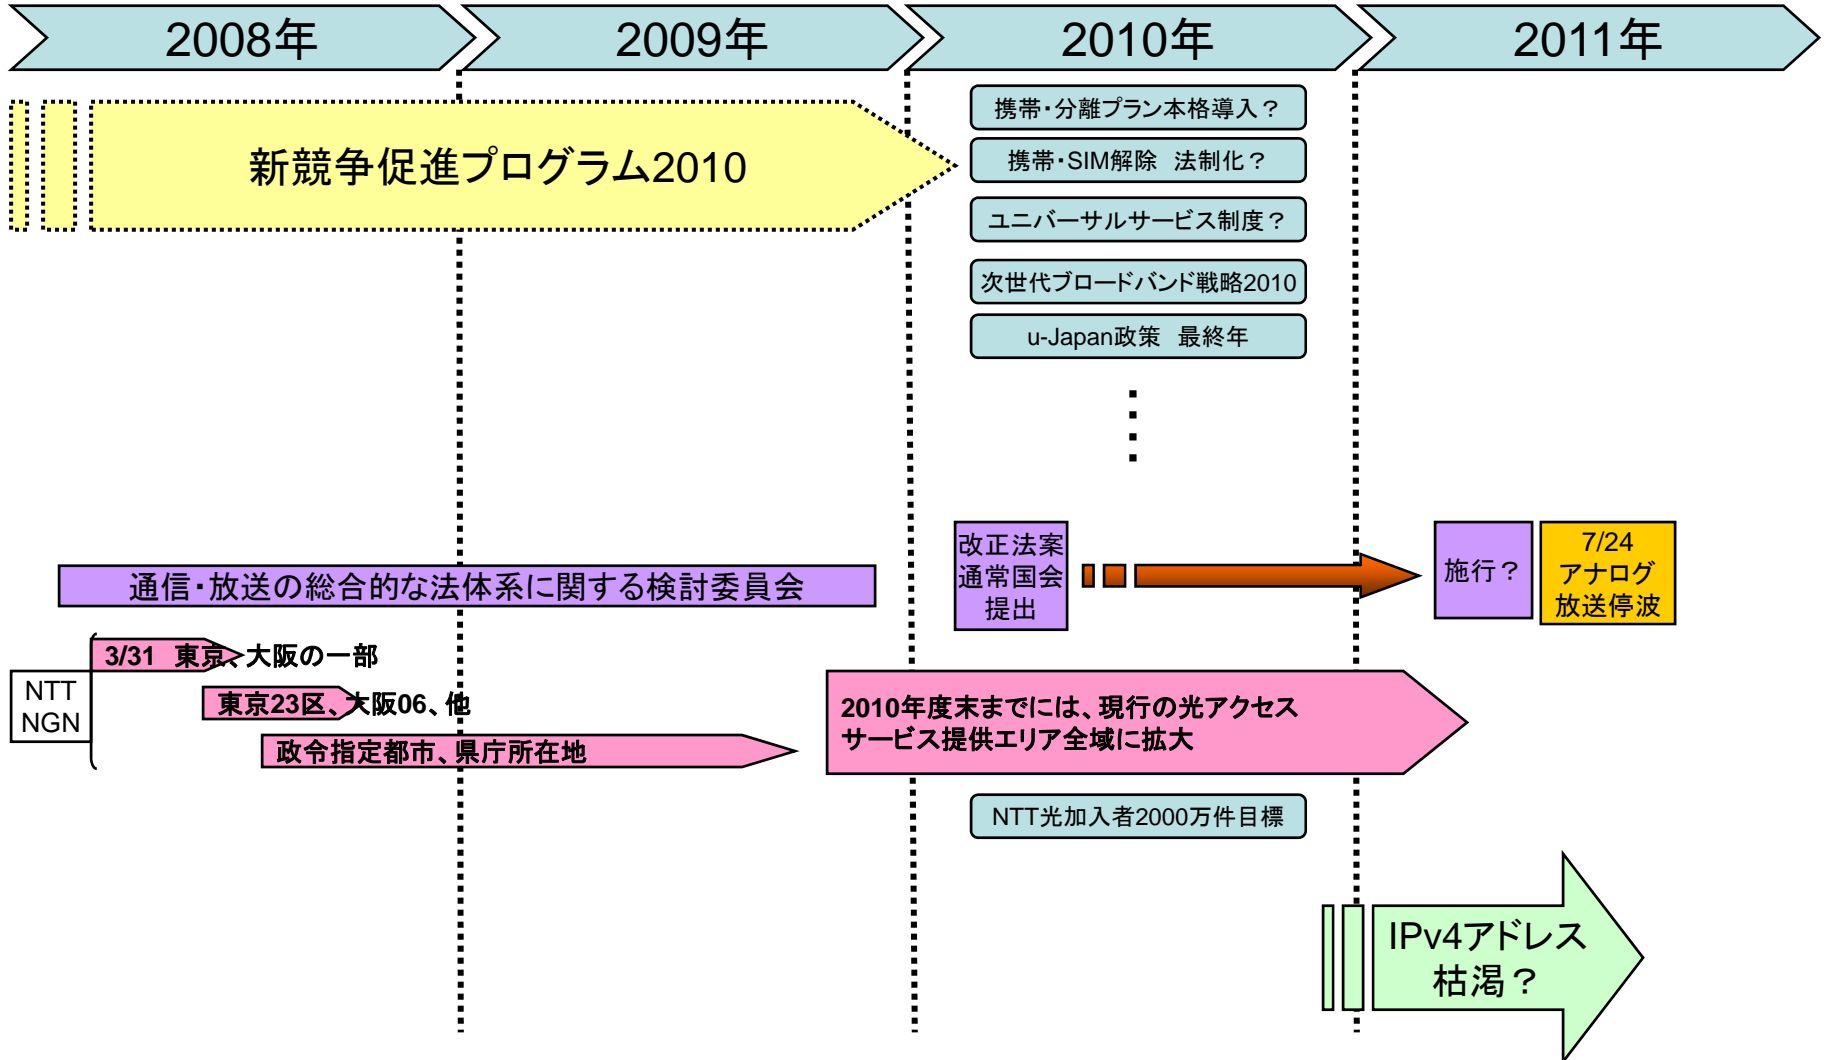 2008年
2009年
2010年
2011年
新競争促進プログラム2010
携帯・分離プラン本格導入？
携帯・SIM解除　法制化？
ユニバーサルサービス制度？
次世代ブロードバンド戦略2010
u-Japan政策　最終年
通信・放送の総合的な法体系に関する検討委員会
改正法案
通常国会
提出
施行？
7/24
アナログ
放送停波
NTT
NGN
3/31　東京、大阪の一部
東京23区、大阪06、他
政令指定都市、県庁所在地
2010年度末までには、現行の光アクセス
サービス提供エリア全域に拡大
NTT光加入者2000万件目標
IPv4アドレス
枯渇？